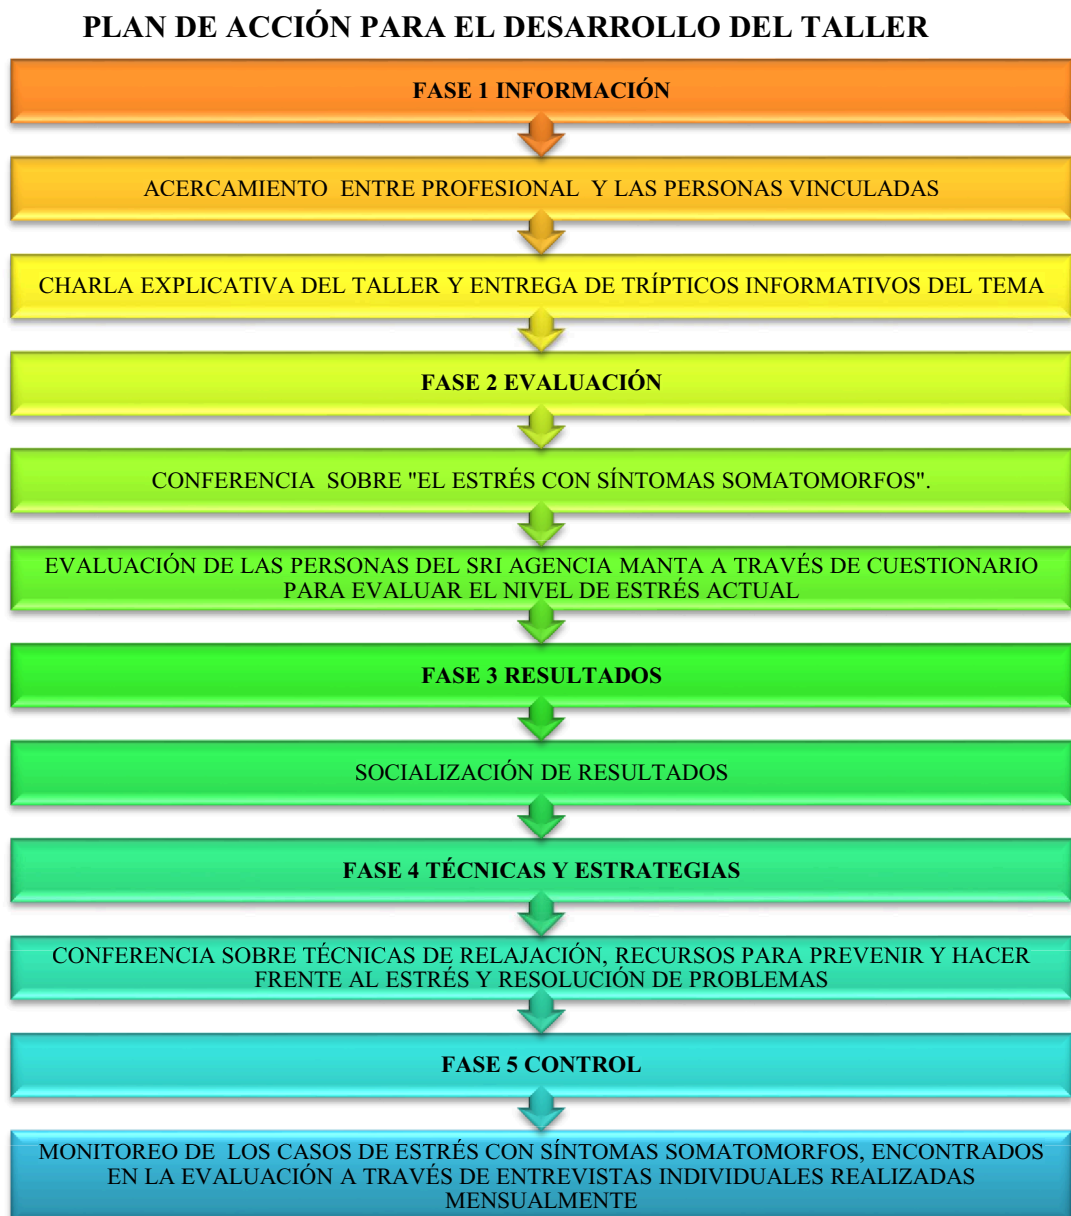 PLAN DE ACCIÓN PARA EL DESARROLLO DEL TALLER
FASE 1 INFORMACIÓN
ACERCAMIENTO ENTRE PROFESIONAL Y LAS PERSONAS VINCULADAS
CHARLA EXPLICATIVA DEL TALLER Y ENTREGA DE TRÍPTICOS INFORMATIVOS DEL TEMA
FASE 2 EVALUACIÓN
CONFERENCIA SOBRE "EL ESTRÉS CON SÍNTOMAS SOMATOMORFOS".
EVALUACIÓN DE LAS PERSONAS DEL SRI AGENCIA MANTA A TRAVÉS DE CUESTIONARIO
PARA EVALUAR EL NIVEL DE ESTRÉS ACTUAL
FASE 3 RESULTADOS
SOCIALIZACIÓN DE RESULTADOS
FASE 4 TÉCNICAS Y ESTRATEGIAS
CONFERENCIA SOBRE TÉCNICAS DE RELAJACIÓN, RECURSOS PARA PREVENIR Y HACER
FRENTE AL ESTRÉS Y RESOLUCIÓN DE PROBLEMAS
FASE 5 CONTROL
MONITOREO DE LOS CASOS DE ESTRÉS CON SÍNTOMAS SOMATOMORFOS, ENCONTRADOS
EN LA EVALUACIÓN A TRAVÉS DE ENTREVISTAS INDIVIDUALES REALIZADAS
MENSUALMENTE